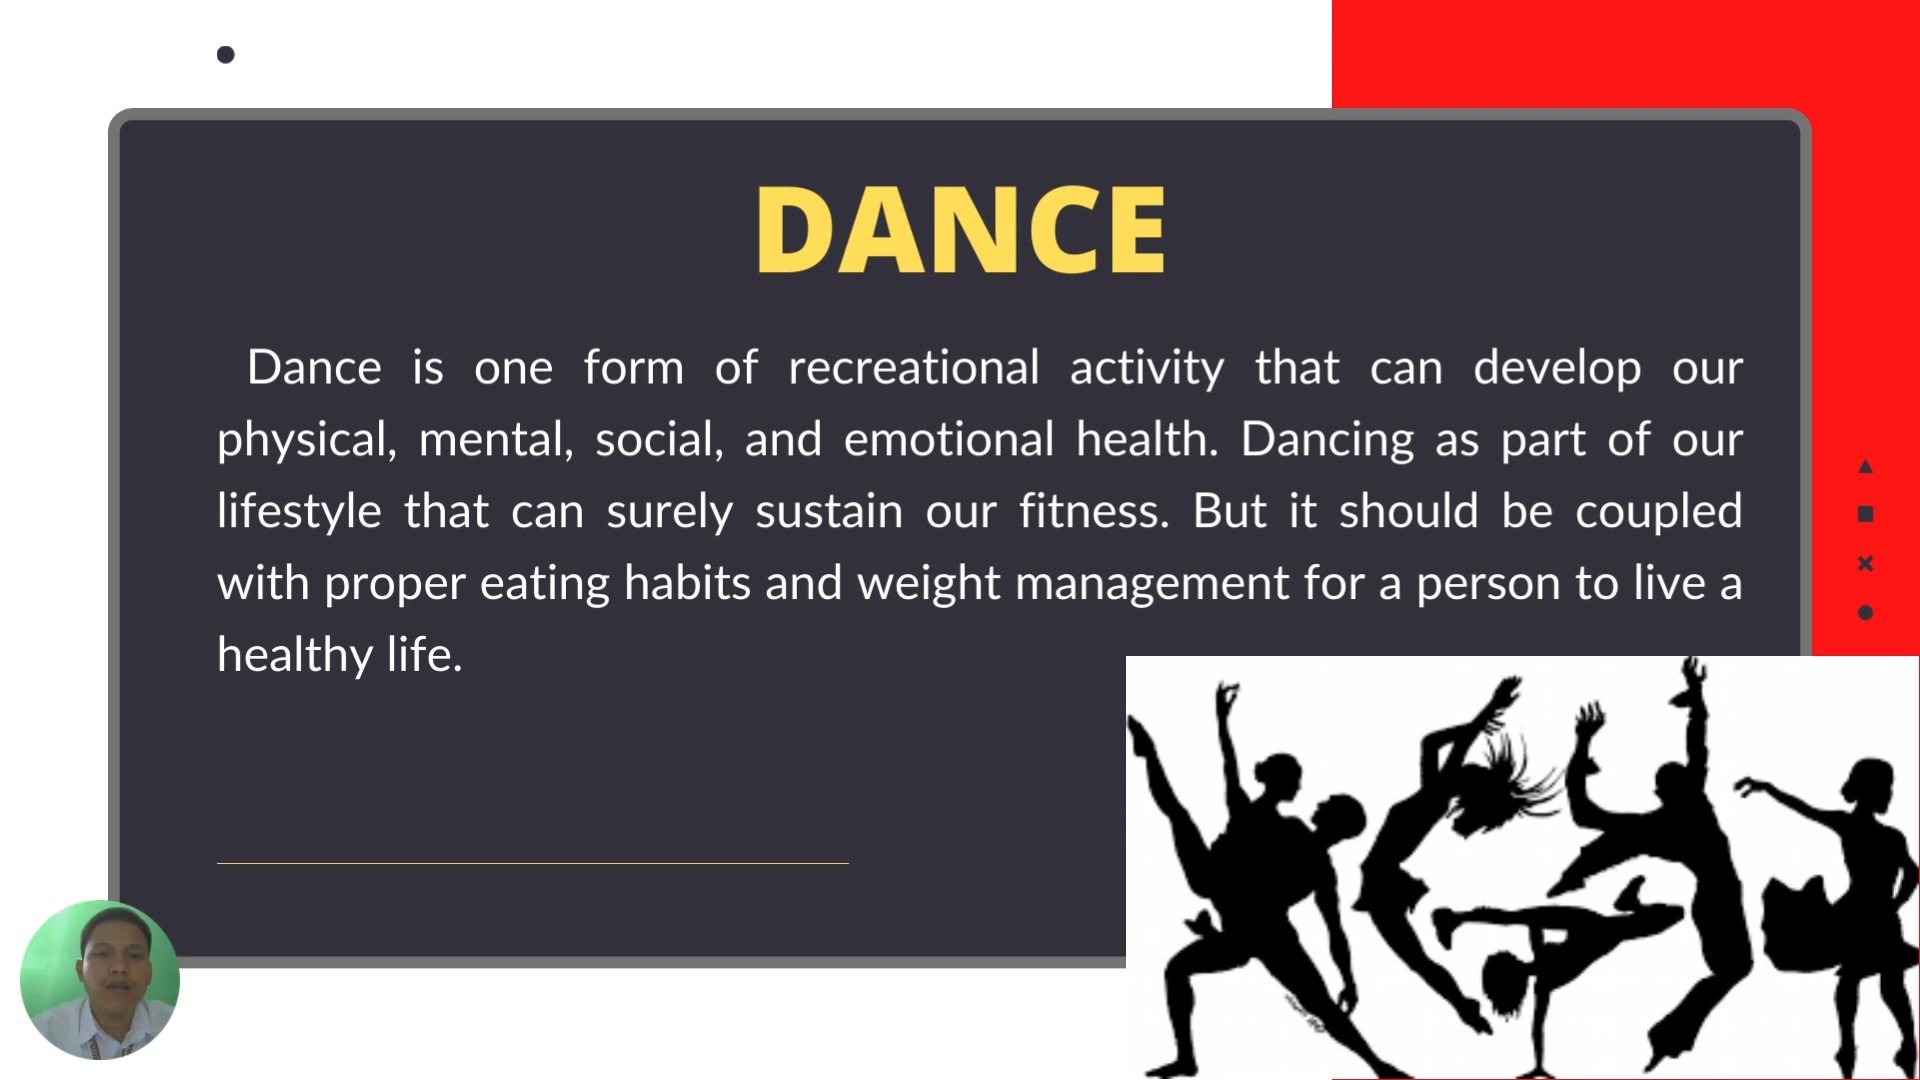 DANCE
Dance is one form of recreational activity that can develop our
physical, mental, social, and emotional health. Dancing as part of our
lifestyle that can surely sustain our fitness. But it should be coupled
with proper eating habits and weight management for a person to live a
healthy life.